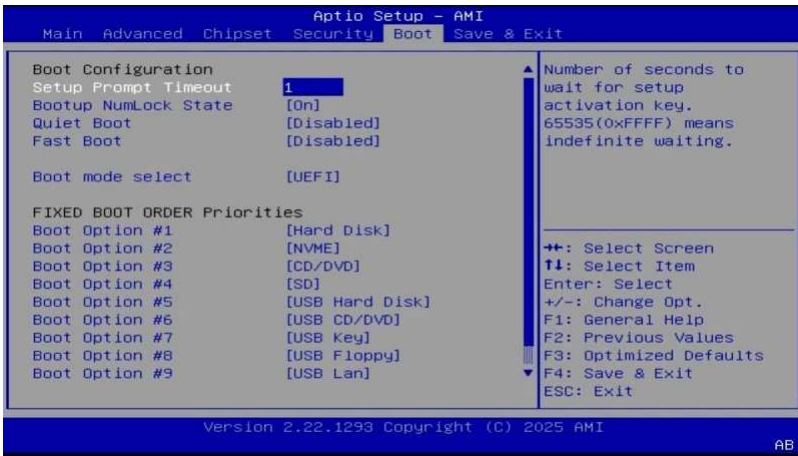 Aptio Setup – AMI
Main Advanced Chipset Security Boot Save & Exit
Boot Configuration
Setup Prompt Timeout 1
Bootup NumLock State [On]
Quiet Boot [Disabled]
Fast Boot [Disabled]
Boot mode select [UEFI]
FIXED BOOT ORDER Priorities
Boot Option #1 [Hard Disk]
Boot Option #2 [NVME]
Boot Option #3 [CD/DVD]
Boot Option #4 [SD]
Boot Option #5 [USB Hard Disk]
Boot Option #6 [USB CD/DVD]
Boot Option #7 [USB Key]
Boot Option #8 [USB Floppy]
Boot Option #9 [USB Lan]
Number of seconds to
wait for setup
activation key.
65535(0xFFFF) means
indefinite waiting.
→←: Select Screen
↑↓: Select Item
Enter: Select
+/-: Change Opt.
F1: General Help
F2: Previous Values
F3: Optimized Defaults
F4: Save & Exit
ESC: Exit
Version 2.22.1293 Copyright (C) 2025 AMI
AB